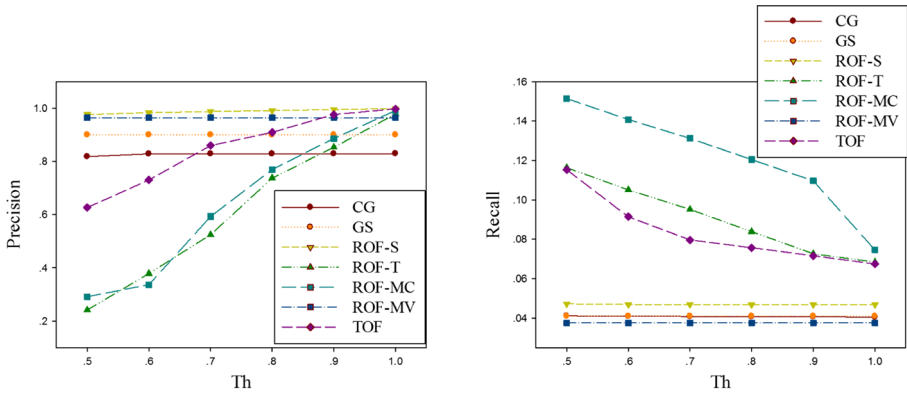 CG
GS
ROF-S
ROF-T
ROF-MC
ROF-MV
TOF
Precision
1.0
.8
.6
.4
.2
CG
GS
ROF-S
ROF-T
ROF-MC
ROF-MV
TOF
.5 .6 .7 .8 .9 1.0
Th
Recall
.16
.14
.12
.10
.08
.06
.04
.5 .6 .7 .8 .9 1.0
Th